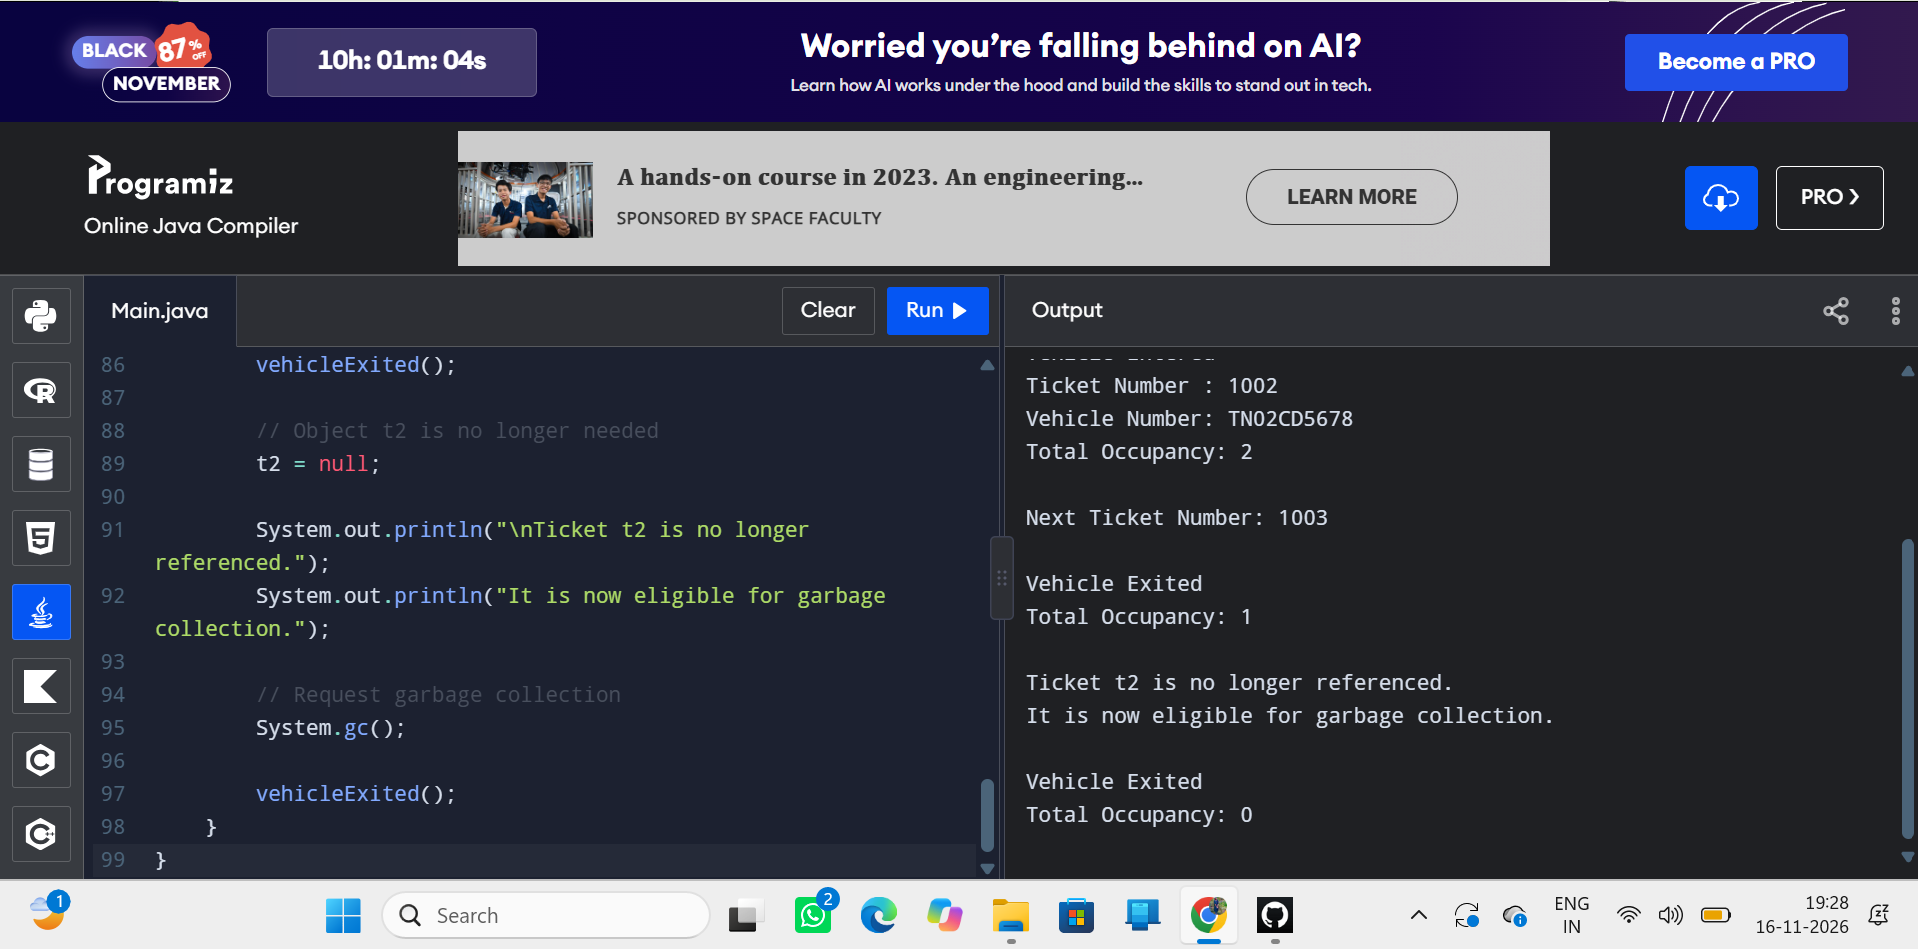 BLACK 87% OFF
NOVEMBER
10h: 01m: 04s
Worried you’re falling behind on AI?
Learn how AI works under the hood and build the skills to stand out in tech.
Become a PRO
Programiz
Online Java Compiler
A hands-on course in 2023. An engineering...
SPONSORED BY SPACE FACULTY
LEARN MORE
PRO ❯
Main.java
Clear
Run
86         vehicleExited();
87
88         // Object t2 is no longer needed
89         t2 = null;
90
91         System.out.println("\nTicket t2 is no longer
referenced.");
92         System.out.println("It is now eligible for garbage
collection.");
93
94         // Request garbage collection
95         System.gc();
96
97         vehicleExited();
98     }
99 }
Output
Vehicle Entered
Ticket Number : 1002
Vehicle Number: TN02CD5678
Total Occupancy: 2
Next Ticket Number: 1003
Vehicle Exited
Total Occupancy: 1
Ticket t2 is no longer referenced.
It is now eligible for garbage collection.
Vehicle Exited
Total Occupancy: 0
1
Search
2
ENG
IN
19:28
16-11-2026